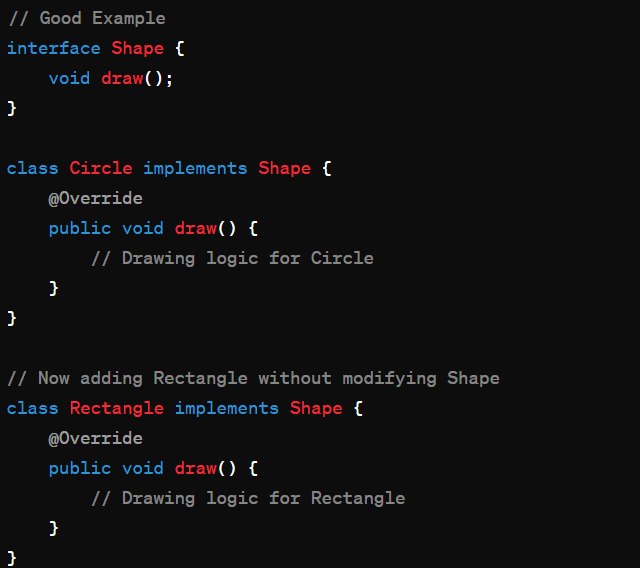 // Good Example
interface Shape {
    void draw();
}

class Circle implements Shape {
    @Override
    public void draw() {
        // Drawing logic for Circle
    }
}

// Now adding Rectangle without modifying Shape
class Rectangle implements Shape {
    @Override
    public void draw() {
        // Drawing logic for Rectangle
    }
}